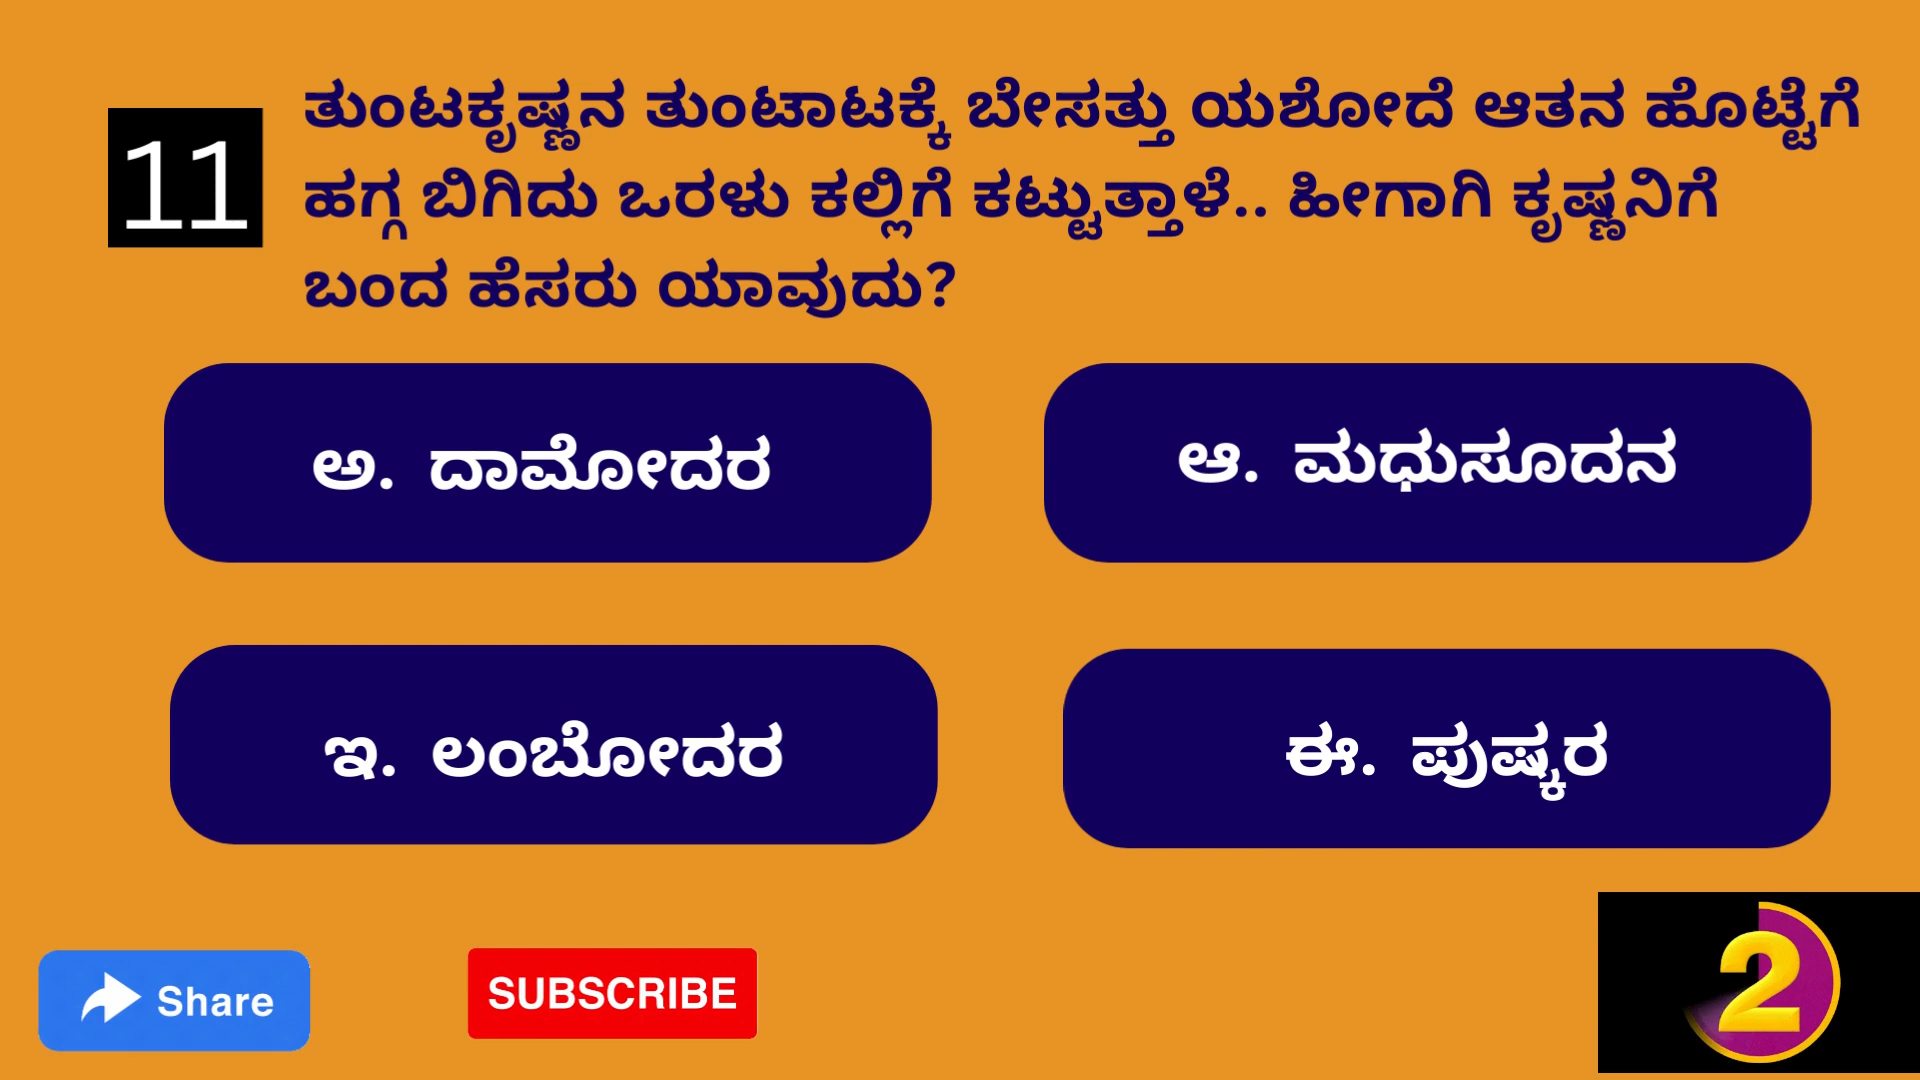 11
ತುಂಟಕೃಷ್ಣನ ತುಂಟಾಟಕ್ಕೆ ಬೇಸತ್ತು ಯಶೋದೆ ಆತನ ಹೊಟ್ಟೆಗೆ
ಹಗ್ಗ ಬಿಗಿದು ಒರಳು ಕಲ್ಲಿಗೆ ಕಟ್ಟುತ್ತಾಳೆ.. ಹೀಗಾಗಿ ಕೃಷ್ಣನಿಗೆ
ಬಂದ ಹೆಸರು ಯಾವುದು?
ಅ. ದಾಮೋದರ
ಆ. ಮಧುಸೂದನ
ಇ. ಲಂಬೋದರ
ಈ. ಪುಷ್ಕರ
Share
SUBSCRIBE
2